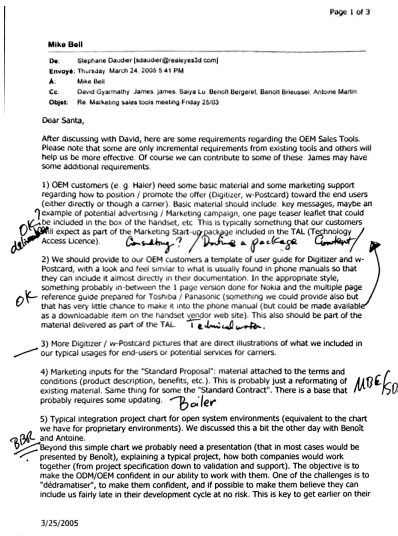 Page 1 of 3
Mike Bell
De: Stephane Daudier [sdaudier@realeyes3d.com]
Envoyé: Thursday, March 24, 2005 5:41 PM
À: Mike Bell
Cc: David Gyarmathy James. james, Saiya Lu, Benoît Bergeret, Benoît Brieussel, Antoine Martin
Objet: Re. Marketing sales tools meeting Friday 25/03
Dear Santa,
After discussing with David, here are some requirements regarding the OEM Sales Tools.
Please note that some are only incremental requirements from existing tools and others will
help us be more effective. Of course we can contribute to some of these. James may have
some additional requirements.
1) OEM customers (e. g. Haier) need some basic material and some marketing support
regarding how to position / promote the offer (Digitizer, w-Postcard) toward the end users
(either directly or though a carrier). Basic material should include: key messages, maybe an
example of potential advertising / Marketing campaign, one page teaser leaflet that could
be included in the box of the handset, etc. This is typically something that our customers
will expect as part of the Marketing Start-up package included in the TAL (Technology
Access Licence).
OK?
Consulting? / Define a package Content
2) We should provide to our OEM customers a template of user guide for Digitizer and w-
Postcard, with a look and feel similar to what is usually found in phone manuals so that
they can include it almost directly in their documentation. In the appropriate style,
something probably in-between the 1 page version done for Nokia and the multiple page
reference guide prepared for Toshiba / Panasonic (something we could provide also but
that has very little chance to make it into the phone manual (but could be made available
as a downloadable item on the handset vendor web site). This also should be part of the
material delivered as part of the TAL.
OK
3) More Digitizer / w-Postcard pictures that are direct illustrations of what we included in
our typical usages for end-users or potential services for carriers.
4) Marketing inputs for the "Standard Proposal": material attached to the terms and
conditions (product description, benefits, etc.). This is probably just a reformating of
existing material. Same thing for some the "Standard Contract". There is a base that
probably requires some updating.
MBE/SD
Boiler
5) Typical integration project chart for open system environments (equivalent to the chart
we have for proprietary environments). We discussed this a bit the other day with Benoît
and Antoine.
BBR
Beyond this simple chart we probably need a presentation (that in most cases would be
presented by Benoît), explaining a typical project, how both companies would work
together (from project specification down to validation and support). The objective is to
make the ODM/OEM confident in our ability to work with them. One of the challenges is to
"dédramatiser", to make them confident, and if possible to make them believe they can
include us fairly late in their development cycle at no risk. This is key to get earlier on their
3/25/2005